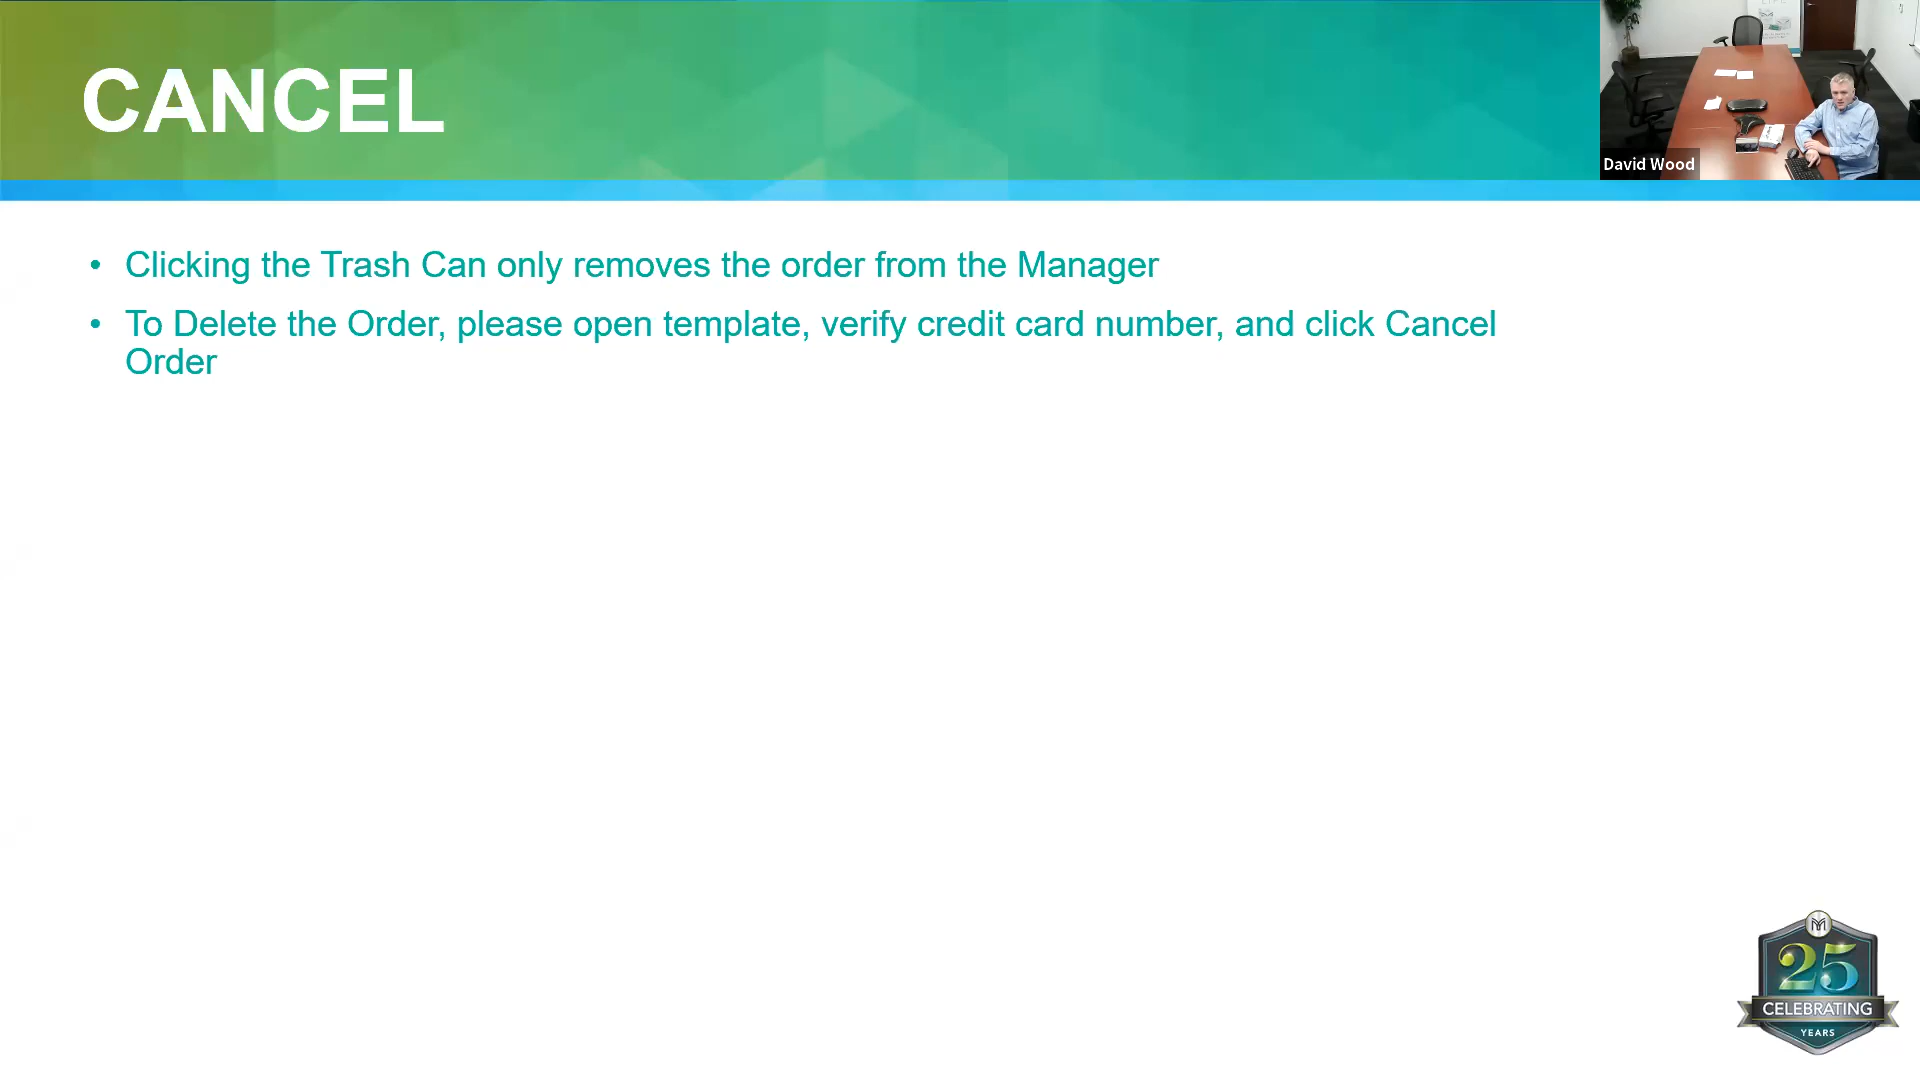 CANCEL
David Wood
• Clicking the Trash Can only removes the order from the Manager
• To Delete the Order, please open template, verify credit card number, and click Cancel
Order
25
CELEBRATING
YEARS